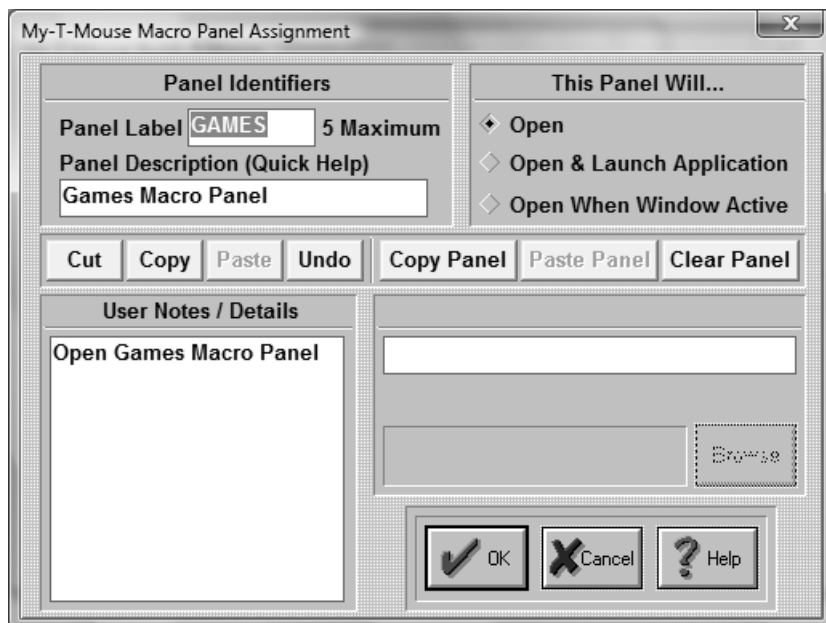 My-T-Mouse Macro Panel Assignment
X
Panel Identifiers
Panel Label GAMES 5 Maximum
Panel Description (Quick Help)
Games Macro Panel
This Panel Will...
Open
Open & Launch Application
Open When Window Active
Cut Copy Paste Undo Copy Panel Paste Panel Clear Panel
User Notes / Details
Open Games Macro Panel
Browse
OK Cancel Help